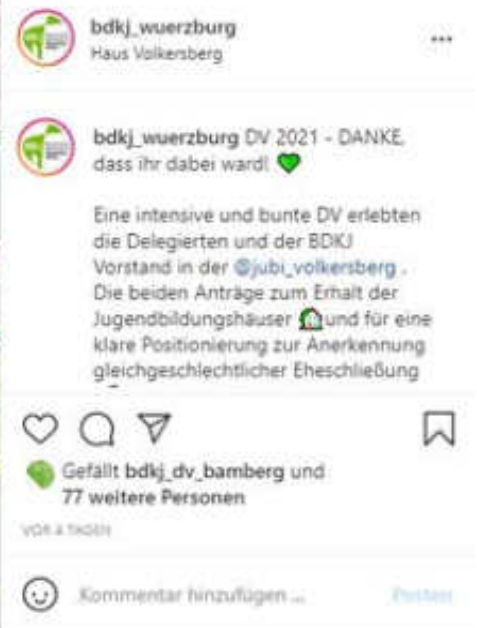 bdkj_wuerzburg
Haus Volkersberg
bdkj_wuerzburg DV 2021 - DANKE,
dass ihr dabei ward! 💚
Eine intensive und bunte DV erlebten
die Delegierten und der BDKJ
Vorstand in der @jubi_volkersberg .
Die beiden Anträge zum Erhalt der
Jugendbildungshäuser 🏡und für eine
klare Positionierung zur Anerkennung
gleichgeschlechtlicher Eheschließung
Gefällt bdkj_dv_bamberg und
77 weitere Personen
VOR 4 TAGEN
Kommentar hinzufügen ...
Posten